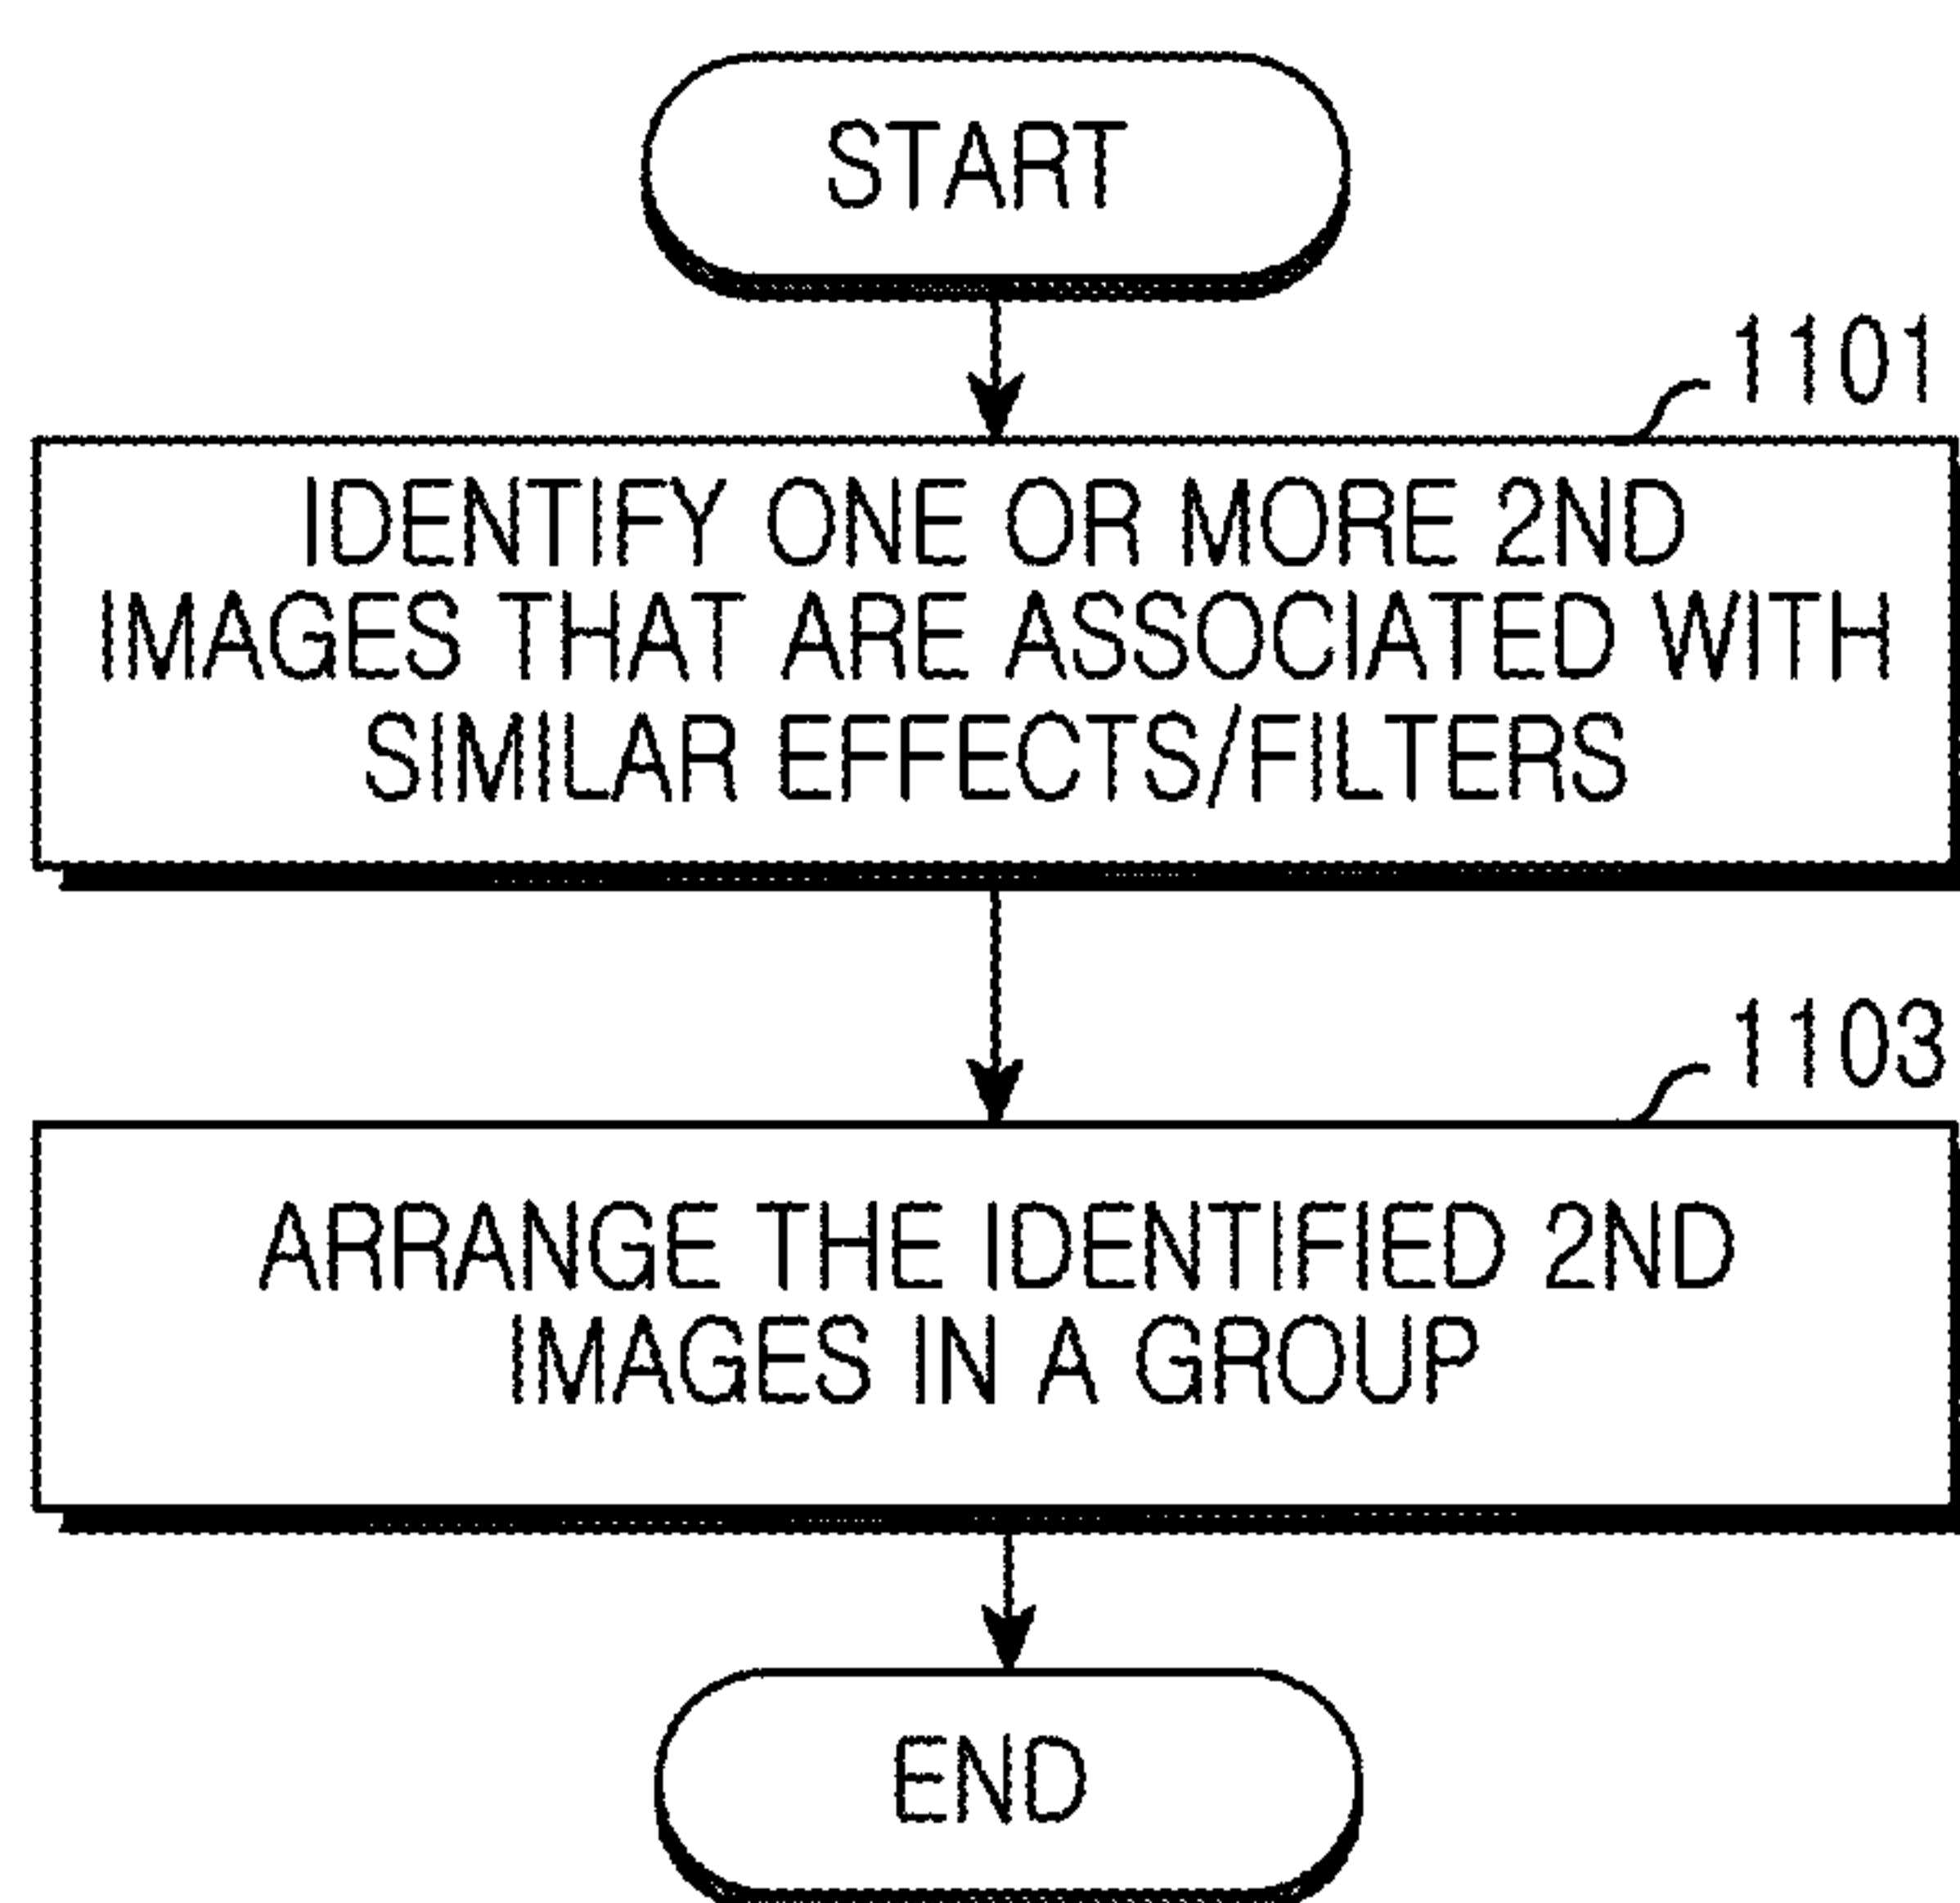 START
1101
IDENTIFY ONE OR MORE 2ND
IMAGES THAT ARE ASSOCIATED WITH
SIMILAR EFFECTS/FILTERS
1103
ARRANGE THE IDENTIFIED 2ND
IMAGES IN A GROUP
END